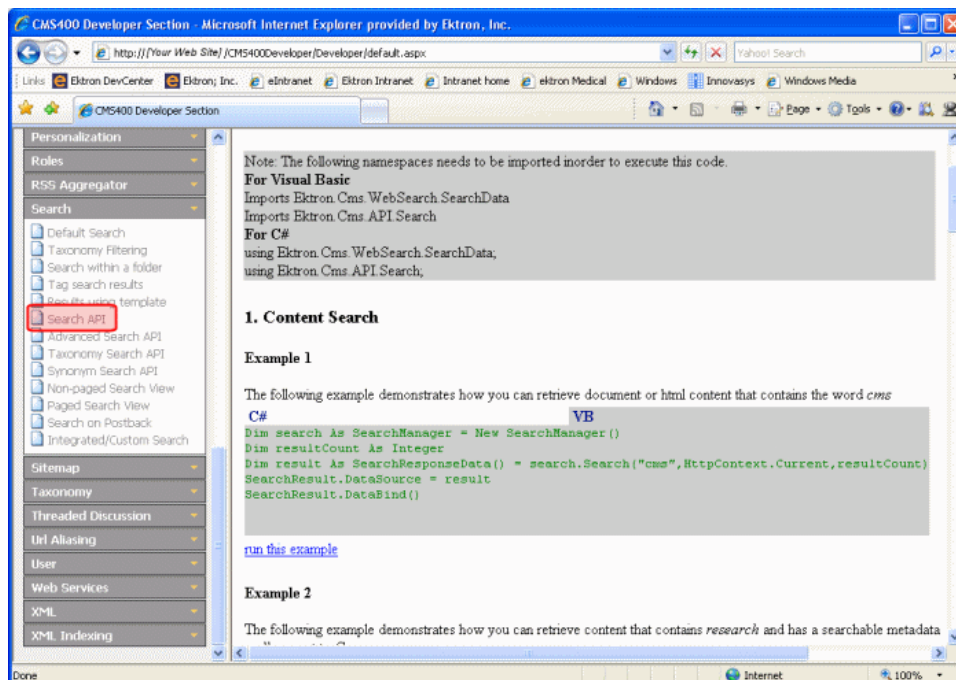 CMS400 Developer Section - Microsoft Internet Explorer provided by Ektron, Inc.
http://[Your Web Site]/CMS400Developer/Developer/default.aspx
Yahoo! Search
Links Ektron DevCenter Ektron, Inc. eIntranet Ektron Intranet Intranet home ektron Medical Windows Innovasys Windows Media
CMS400 Developer Section
Page Tools
Personalization
Roles
RSS Aggregator
Search
Default Search
Taxonomy Filtering
Search within a folder
Tag search results
Results using template
Search API
Advanced Search API
Taxonomy Search API
Synonym Search API
Non-paged Search View
Paged Search View
Search on Postback
Integrated/Custom Search
Sitemap
Taxonomy
Threaded Discussion
Url Aliasing
User
Web Services
XML
XML Indexing
Note: The following namespaces needs to be imported inorder to execute this code.
For Visual Basic
Imports Ektron.Cms.WebSearch.SearchData
Imports Ektron.Cms.API.Search
For C#
using Ektron.Cms.WebSearch.SearchData;
using Ektron.Cms.API.Search;
1. Content Search
Example 1
The following example demonstrates how you can retrieve document or html content that contains the word cms
C# VB
Dim search As SearchManager = New SearchManager()
Dim resultCount As Integer
Dim result As SearchResponseData() = search.Search("cms",HttpContext.Current,resultCount)
SearchResult.DataSource = result
SearchResult.DataBind()
run this example
Example 2
The following example demonstrates how you can retrieve content that contains research and has a searchable metadata
Done
Internet
100%